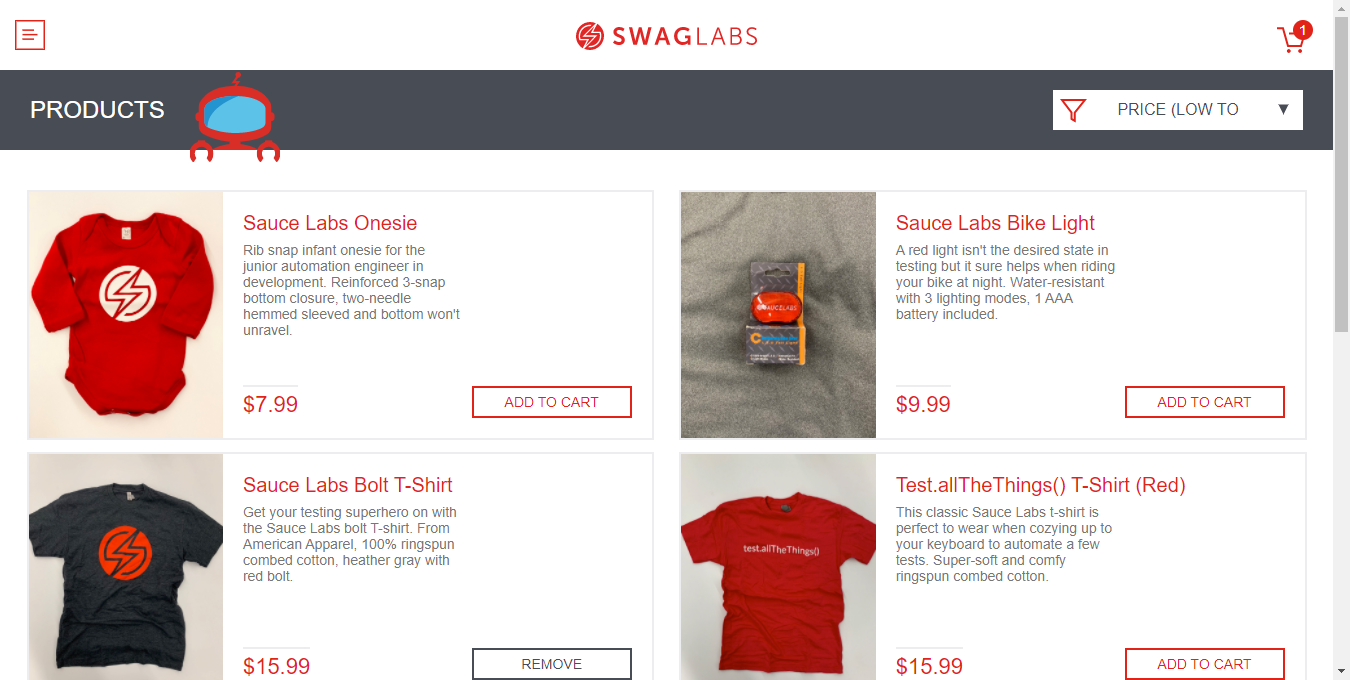 SWAGLABS
1
PRODUCTS
PRICE (LOW TO
Sauce Labs Onesie
Rib snap infant onesie for the
junior automation engineer in
development. Reinforced 3-snap
bottom closure, two-needle
hemmed sleeved and bottom won't
unravel.
$7.99
ADD TO CART
SAUCELABS
Sauce Labs Bike Light
A red light isn't the desired state in
testing but it sure helps when riding
your bike at night. Water-resistant
with 3 lighting modes, 1 AAA
battery included.
$9.99
ADD TO CART
Sauce Labs Bolt T-Shirt
Get your testing superhero on with
the Sauce Labs bolt T-shirt. From
American Apparel, 100% ringspun
combed cotton, heather gray with
red bolt.
$15.99
REMOVE
test.allTheThings()
Test.allTheThings() T-Shirt (Red)
This classic Sauce Labs t-shirt is
perfect to wear when cozying up to
your keyboard to automate a few
tests. Super-soft and comfy
ringspun combed cotton.
$15.99
ADD TO CART